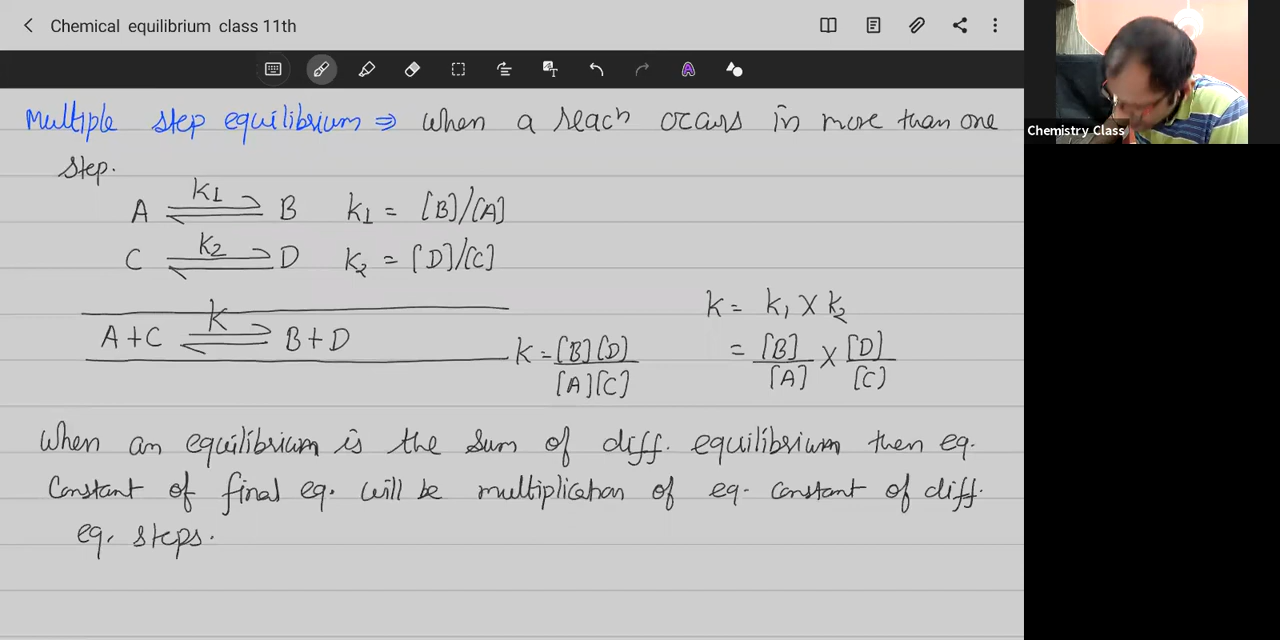 Chemical equilibrium class 11th
Multiple step equilibrium ⇒ when a reacⁿ occurs in more than one
step.
A ⇌ B K1 K1 = [B]/[A]
C ⇌ D K2 K2 = [D]/[C]
A+C ⇌ B+D K
K = [B][D] / [A][C]
K = K1 X K2
= [B]/[A] X [D]/[C]
When an equilibrium is the sum of diff. equilibrium then eq.
Constant of final eq. will be multiplication of eq. constant of diff.
eq. steps.
Chemistry Class